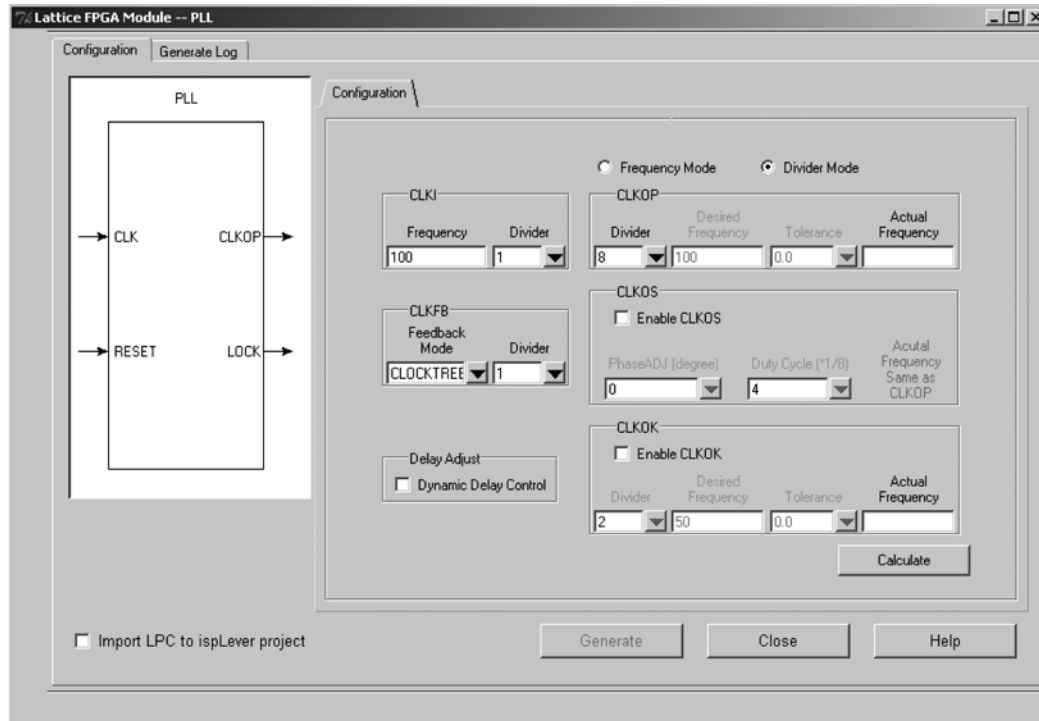 Lattice FPGA Module -- PLL
Configuration
Generate Log
PLL
CLK
CLKOP
RESET
LOCK
Configuration
Frequency Mode
Divider Mode
CLKI
Frequency
Divider
100
1
CLKOP
Divider
Desired
Frequency
Tolerance
Actual
Frequency
8
100
0.0
CLKFB
Feedback
Mode
Divider
CLOCKTREE
1
CLKOS
Enable CLKOS
PhaseADJ (degree)
Duty Cycle (*1/8)
0
4
Acutal
Frequency
Same as
CLKOP
Delay Adjust
Dynamic Delay Control
CLKOK
Enable CLKOK
Divider
Desired
Frequency
Tolerance
Actual
Frequency
2
50
0.0
Calculate
Import LPC to ispLever project
Generate
Close
Help